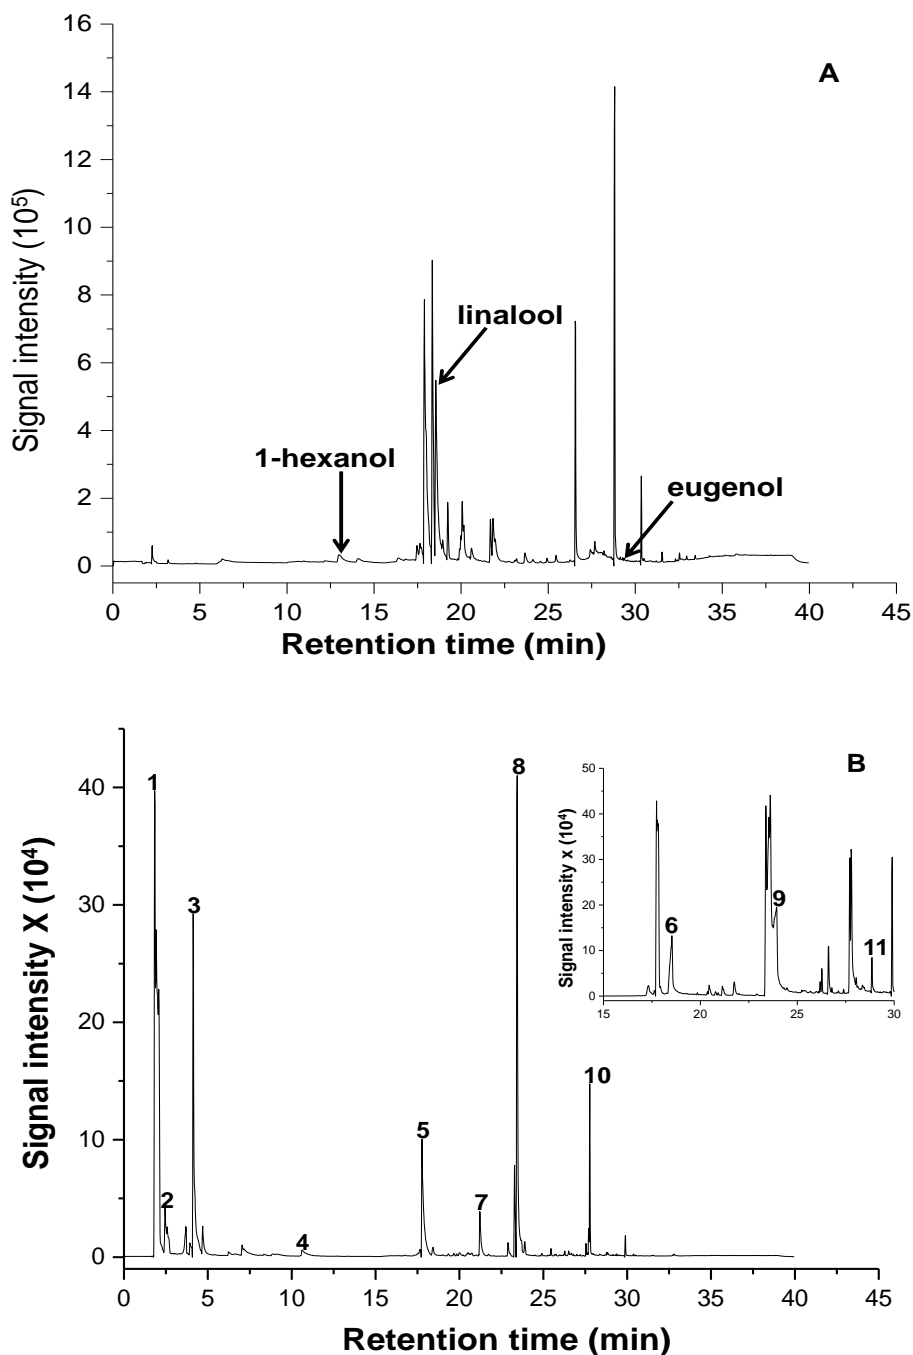 16
A
14
12
10
8
6
4
2
0
Signal intensity (10⁵)
linalool
1-hexanol
eugenol
0 5 10 15 20 25 30 35 40 45
Retention time (min)
40
30
20
10
0
Signal intensity X (10⁴)
1
2
3
4
5
7
8
10
0 5 10 15 20 25 30 35 40 45
Retention time (min)
B
50
40
30
20
10
0
Signal intensity x (10⁴)
6
9
11
15 20 25 30